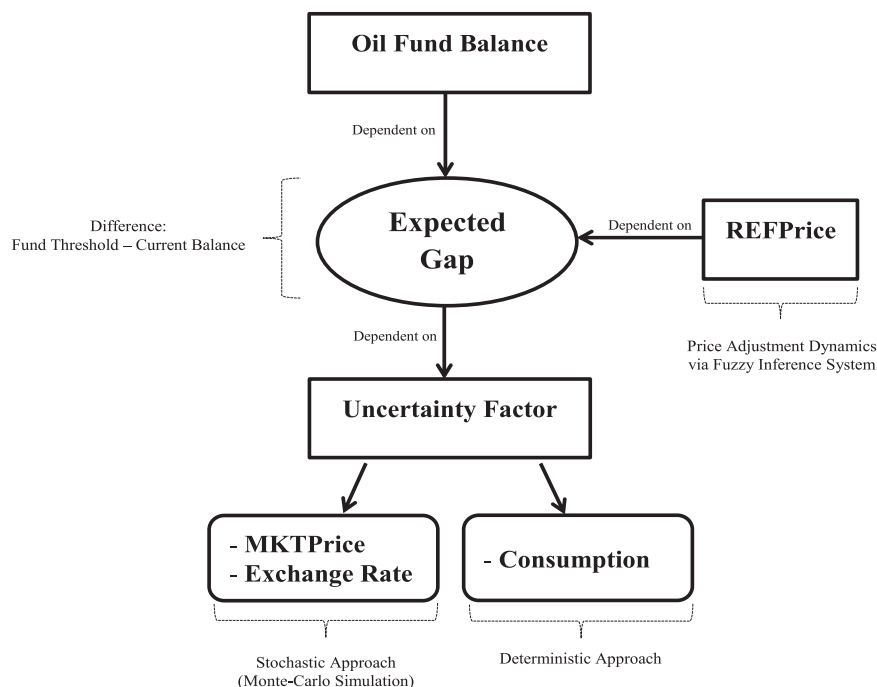 Oil Fund Balance
Dependent on
Expected
Gap
Difference:
Fund Threshold – Current Balance
Dependent on
REFPrice
Price Adjustment Dynamics
via Fuzzy Inference System
Dependent on
Uncertainty Factor
- MKTPrice
- Exchange Rate
- Consumption
Stochastic Approach
(Monte-Carlo Simulation)
Deterministic Approach